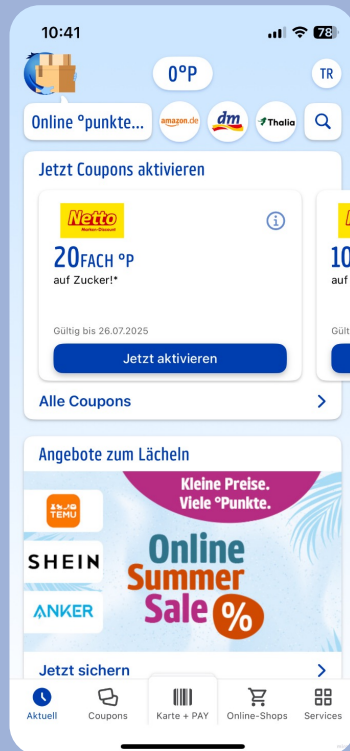 10:41
78
0°P
TR
Online °punkte...
amazon.de
dm
Thalia
Jetzt Coupons aktivieren
Netto
Marken-Discount
20FACH °P
auf Zucker!*
Gültig bis 26.07.2025
Jetzt aktivieren
10
auf
Gült
Alle Coupons
Angebote zum Lächeln
Kleine Preise.
Viele °Punkte.
TEMU
SHEIN
ANKER
Online
Summer
Sale %
Jetzt sichern
Aktuell
Coupons
Karte + PAY
Online-Shops
Services